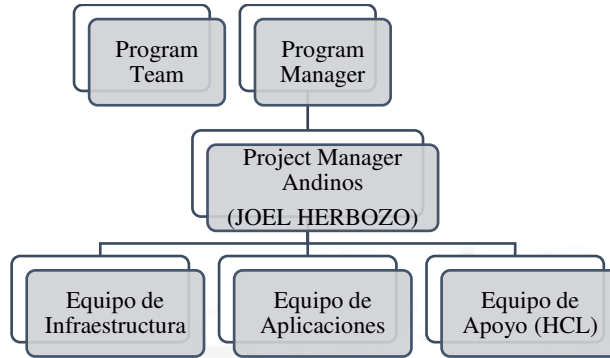 Program
Team
Program
Manager
Project Manager
Andinos
(JOEL HERBOZO)
Equipo de
Infraestructura
Equipo de
Aplicaciones
Equipo de
Apoyo (HCL)